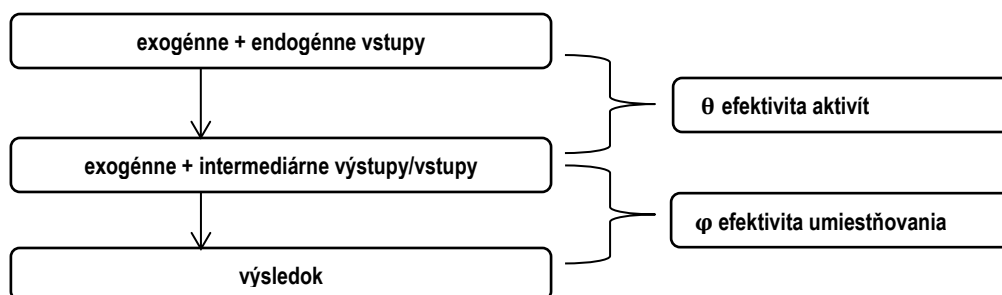 exogénne + endogénne vstupy
θ efektivita aktivít
exogénne + intermediárne výstupy/vstupy
φ efektivita umiestňovania
výsledok